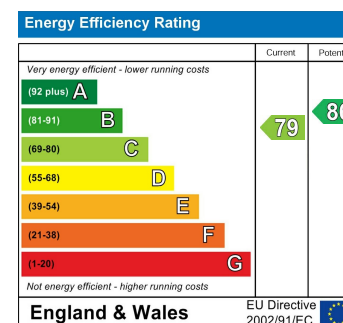 Energy Efficiency Rating
Current
Very energy efficient - lower running costs
(92 plus) A
(81-91) B
(69-80) C
79
(55-68) D
(39-54) E
(21-38) F
(1-20) G
Not energy efficient - higher running costs
England & Wales
EU Directive
2002/91/EC